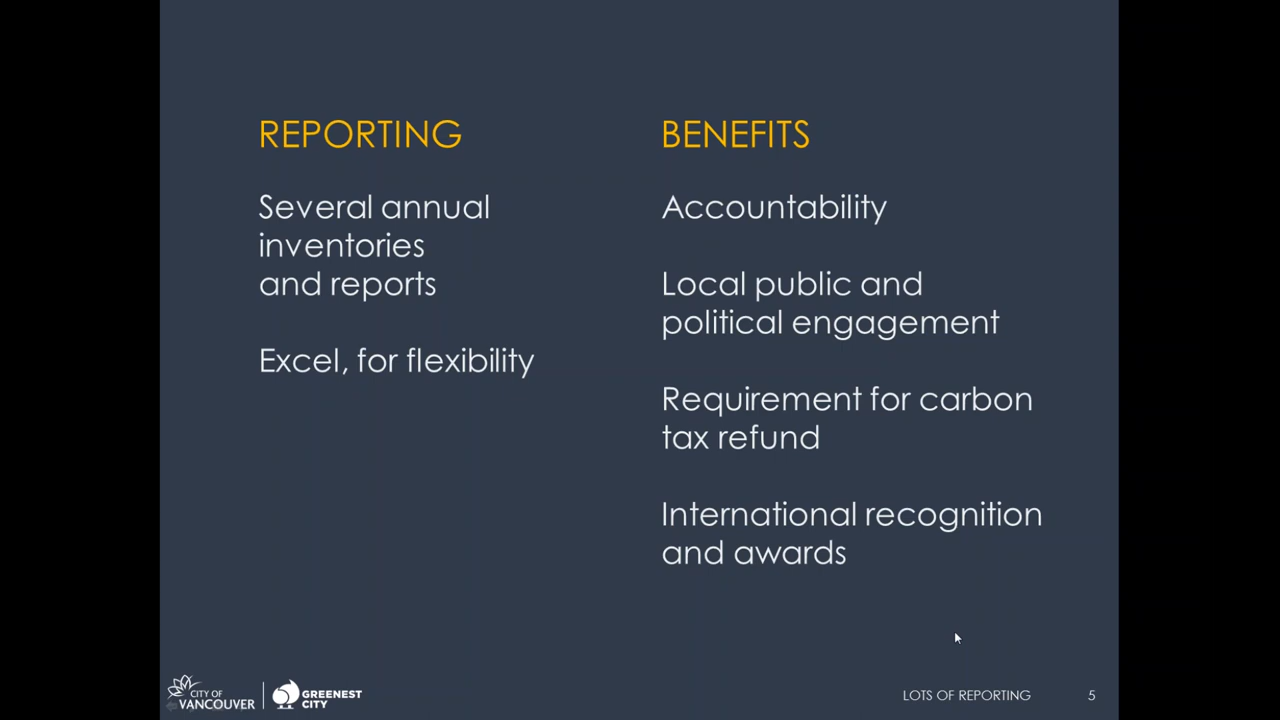 REPORTING
Several annual
inventories
and reports
Excel, for flexibility
BENEFITS
Accountability
Local public and
political engagement
Requirement for carbon
tax refund
International recognition
and awards
CITY OF
VANCOUVER
GREENEST
CITY
LOTS OF REPORTING
5